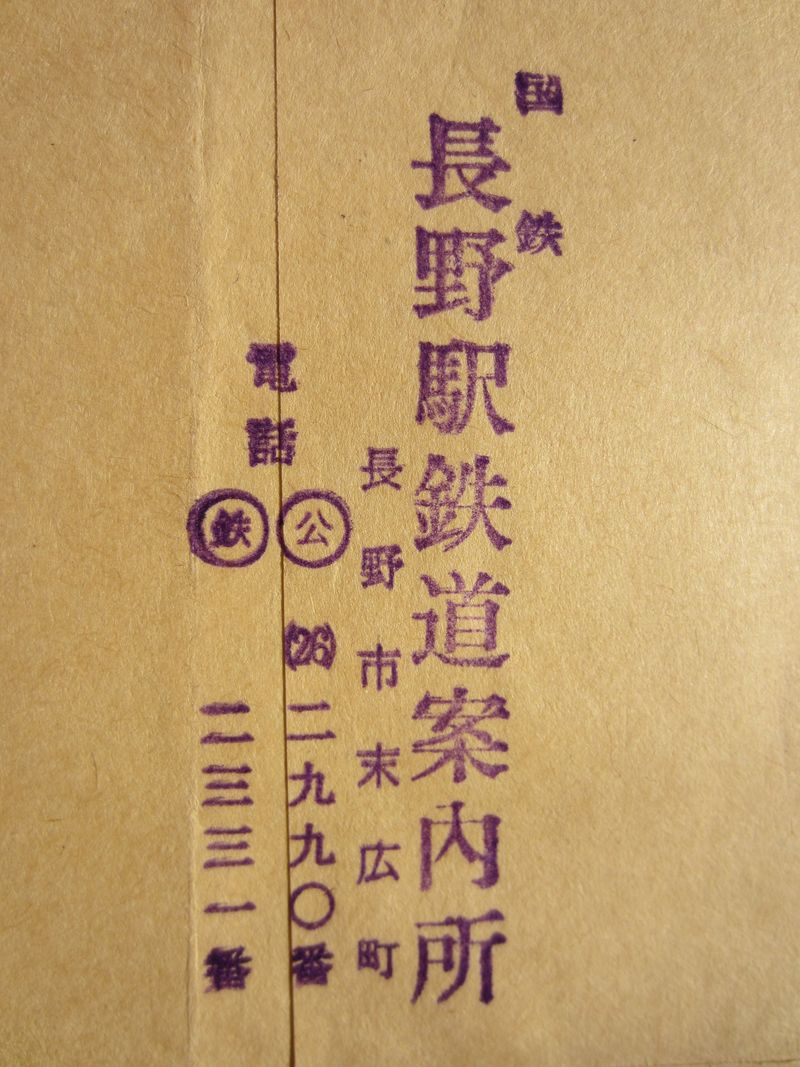 国鉄
長野駅鉄道案内所
長野市末広町
電話
公 (26) 二九九〇番
鉄 二三三一番